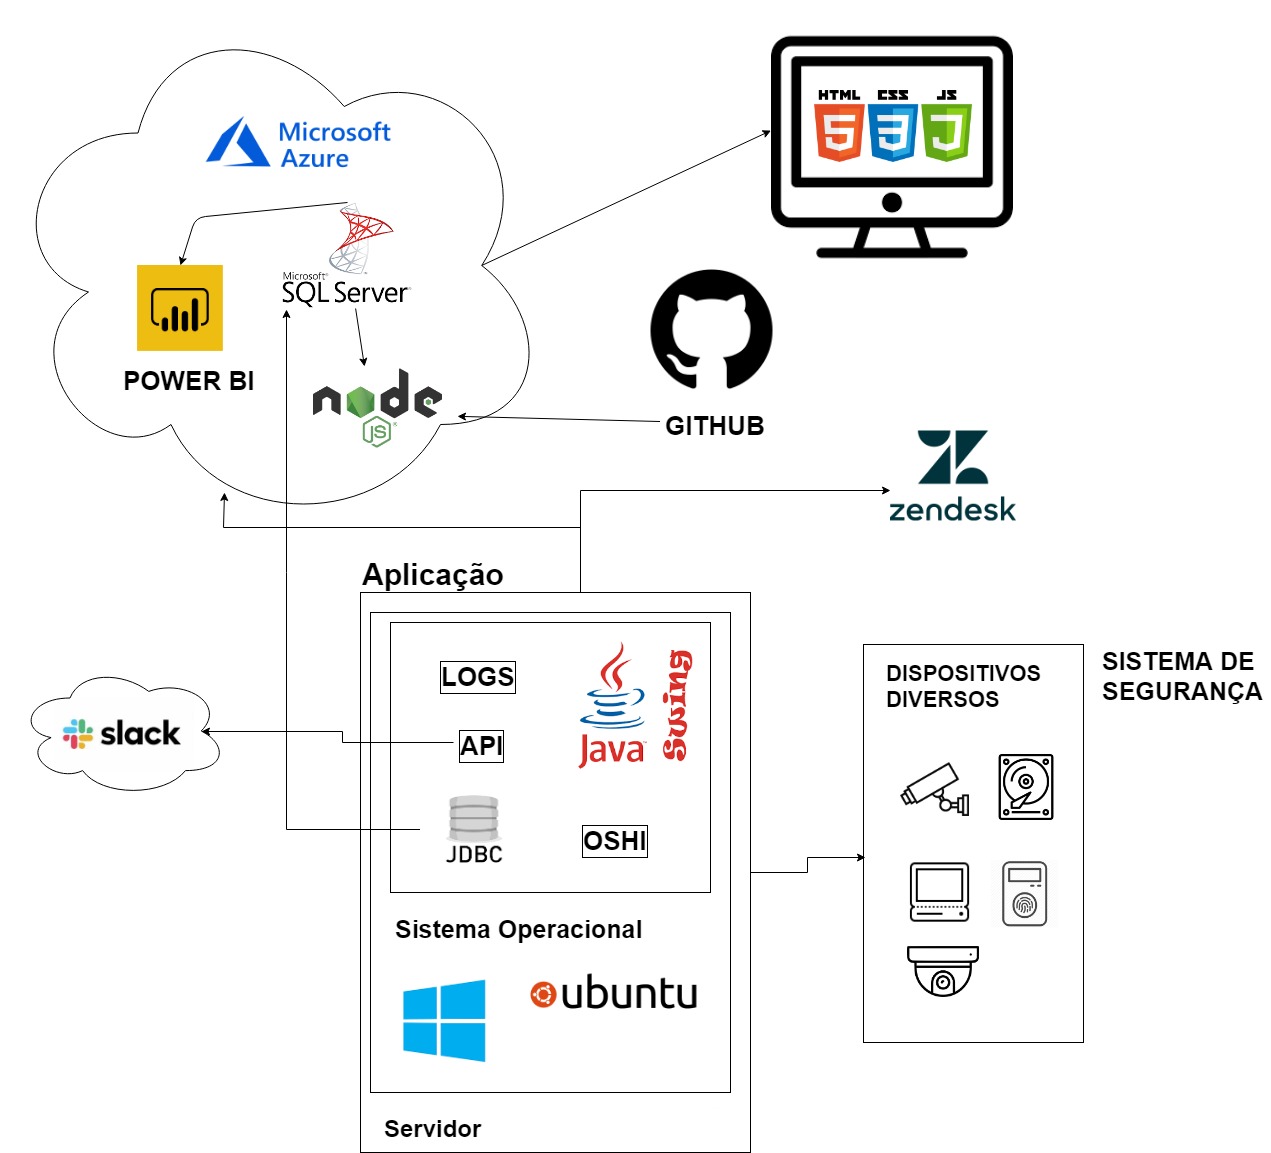 HTML CSS JS
5 3 J
Microsoft
Azure
Microsoft®
SQL Server®
POWER BI
node
JS®
GITHUB
zendesk
Aplicação
LOGS
Java™
Swing
API
slack
JDBC
OSHI
Sistema Operacional
ubuntu
Servidor
DISPOSITIVOS
DIVERSOS
SISTEMA DE
SEGURANÇA